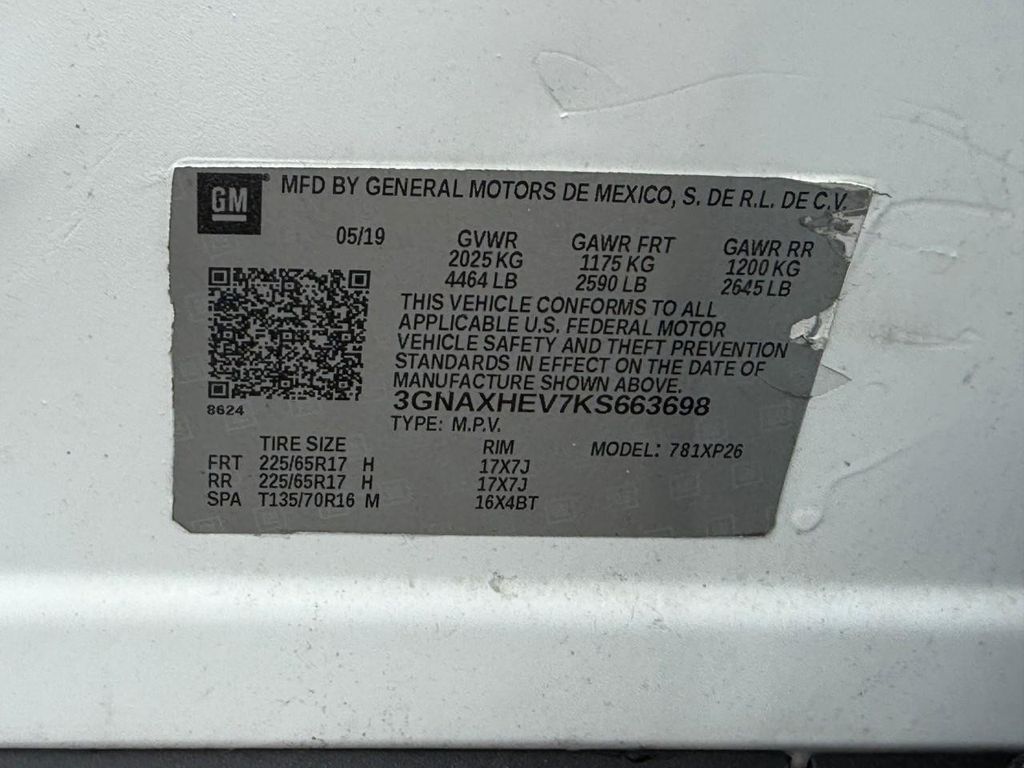 GM MFD BY GENERAL MOTORS DE MEXICO, S. DE R.L. DE C.V.
05/19 GVWR GAWR FRT GAWR RR
2025 KG 1175 KG 1200 KG
4464 LB 2590 LB 2645 LB
THIS VEHICLE CONFORMS TO ALL
APPLICABLE U.S. FEDERAL MOTOR
VEHICLE SAFETY AND THEFT PREVENTION
STANDARDS IN EFFECT ON THE DATE OF
MANUFACTURE SHOWN ABOVE.
8624 3GNAXHEV7KS663698
TYPE: M.P.V.
TIRE SIZE RIM MODEL: 781XP26
FRT 225/65R17 H 17X7J
RR 225/65R17 H 17X7J
SPA T135/70R16 M 16X4BT